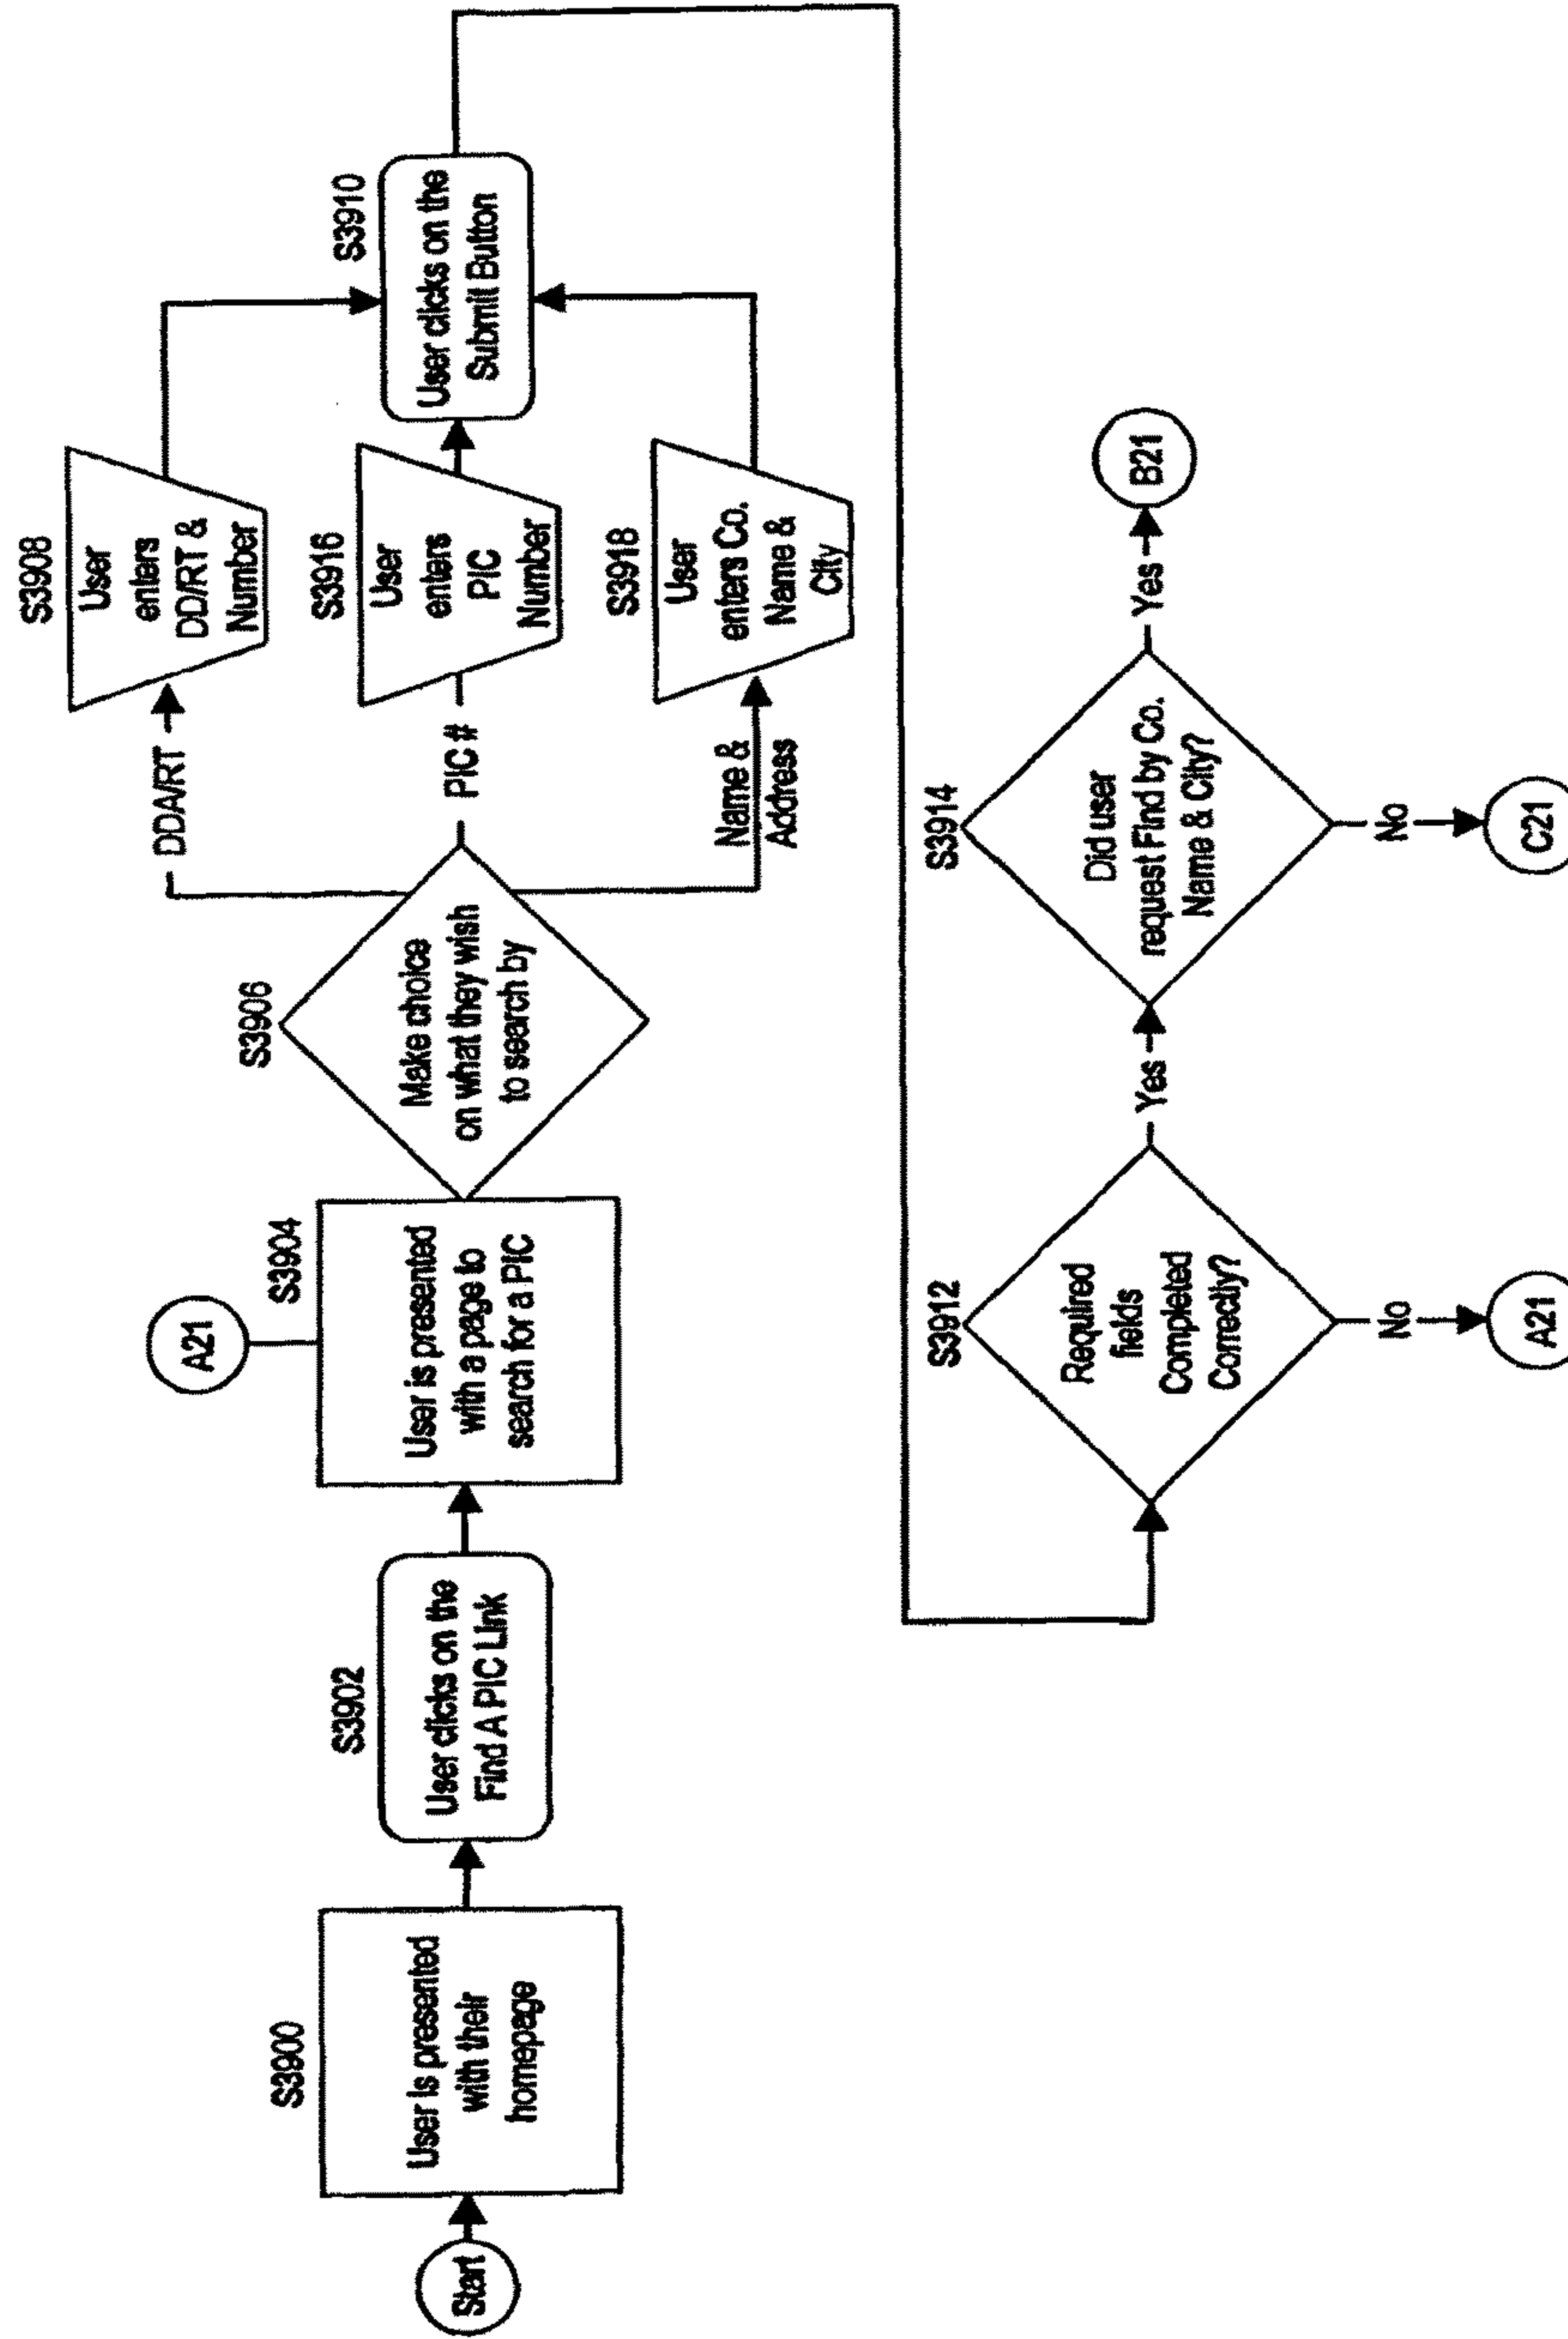 Start
S3900
User is presented
with their
homepage
S3902
User clicks on the
Find A PIC Link
A21
S3904
User is presented
with a page to
search for a PIC
S3906
Make choice
on what they wish
to search by
DDA/RT
S3908
User
enters
DD/RT &
Number
PIC #
S3916
User
enters
PIC
Number
Name &
Address
S3918
User
enters Co.
Name &
City
S3910
User clicks on the
Submit Button
S3912
Required
fields
Completed
Correctly?
No
A21
Yes
S3914
Did user
request Find by Co.
Name & City?
No
C21
Yes
B21